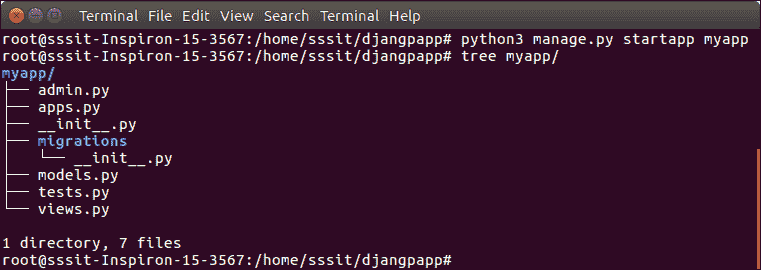 Terminal File Edit View Search Terminal Help
root@sssit-Inspiron-15-3567:/home/sssit/djangpapp# python3 manage.py startapp myapp
root@sssit-Inspiron-15-3567:/home/sssit/djangpapp# tree myapp/
myapp/
├── admin.py
├── apps.py
├── __init__.py
├── migrations
│   └── __init__.py
├── models.py
├── tests.py
└── views.py
1 directory, 7 files
root@sssit-Inspiron-15-3567:/home/sssit/djangpapp#